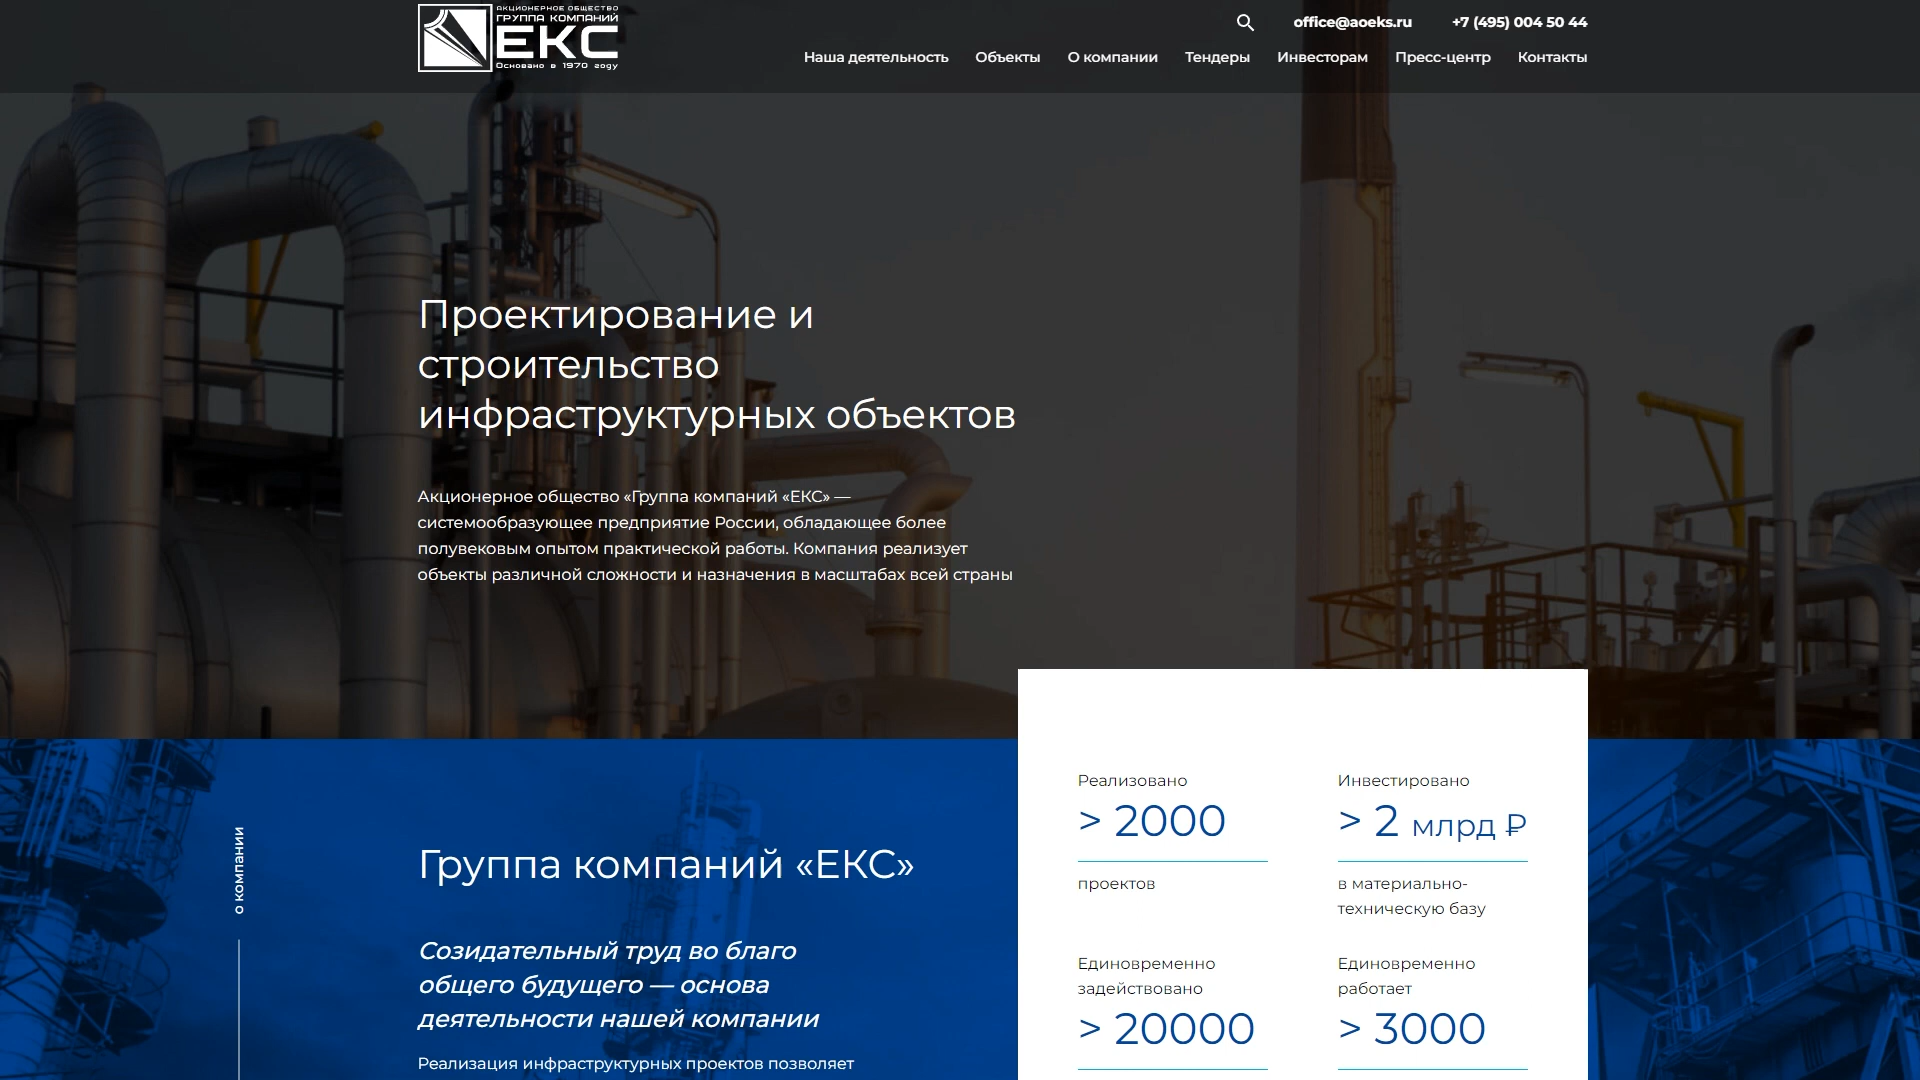 АКЦИОНЕРНОЕ ОБЩЕСТВО
ГРУППА КОМПАНИЙ
ЕКС
Основано в 1970 году
office@aoeks.ru
+7 (495) 004 50 44
Наша деятельность
Объекты
О компании
Тендеры
Инвесторам
Пресс-центр
Контакты
Проектирование и
строительство
инфраструктурных объектов
Акционерное общество «Группа компаний «ЕКС» —
системообразующее предприятие России, обладающее более
полувековым опытом практической работы. Компания реализует
объекты различной сложности и назначения в масштабах всей страны
о компании
Группа компаний «ЕКС»
Созидательный труд во благо
общего будущего — основа
деятельности нашей компании
Реализация инфраструктурных проектов позволяет
Реализовано
> 2000
проектов
Инвестировано
> 2 млрд ₽
в материально-
техническую базу
Единовременно
задействовано
> 20000
Единовременно
работает
> 3000